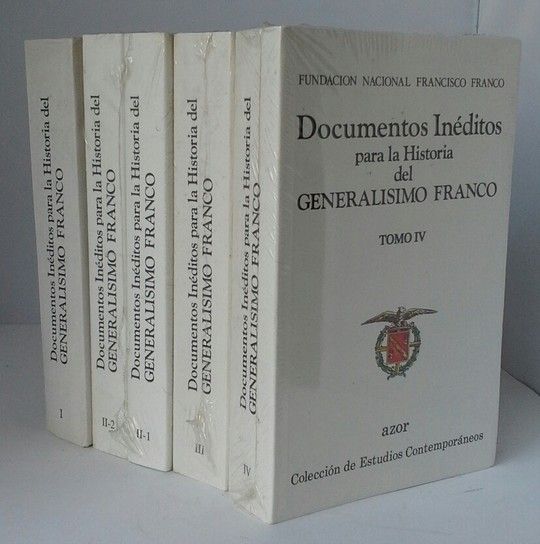 Documentos Inéditos para la Historia del
GENERALISIMO FRANCO
I
Documentos Inéditos para la Historia del
GENERALISIMO FRANCO
II-2
Documentos Inéditos para la Historia del
GENERALISIMO FRANCO
II-1
Documentos Inéditos para la Historia del
GENERALISIMO FRANCO
III
Documentos Inéditos para la Historia del
GENERALISIMO FRANCO
IV
FUNDACION NACIONAL FRANCISCO FRANCO
Documentos Inéditos
para la Historia
del
GENERALISIMO FRANCO
TOMO IV
azor
Colección de Estudios Contemporáneos